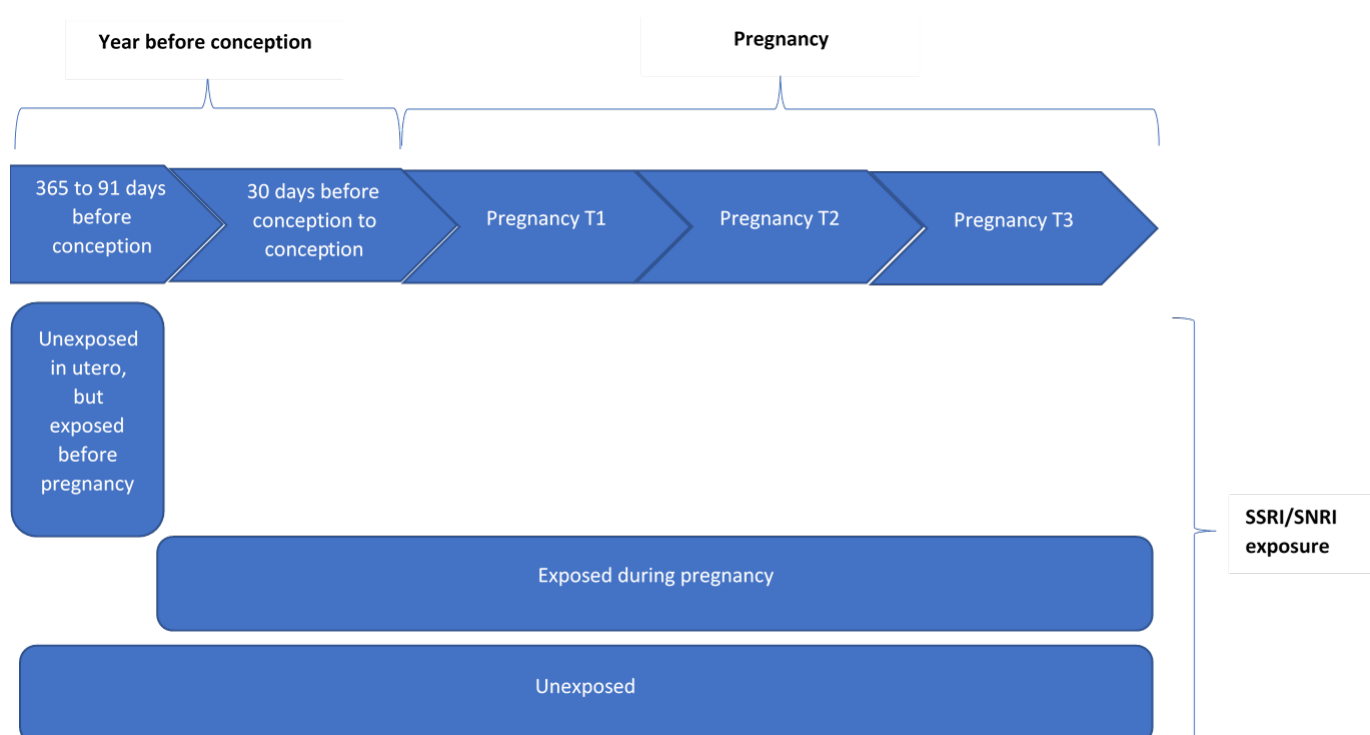 Year before conception
Pregnancy
365 to 91 days
before
conception
30 days before
conception to
conception
Pregnancy T1
Pregnancy T2
Pregnancy T3
Unexposed
in utero,
but
exposed
before
pregnancy
SSRI/SNRI
exposure
Exposed during pregnancy
Unexposed